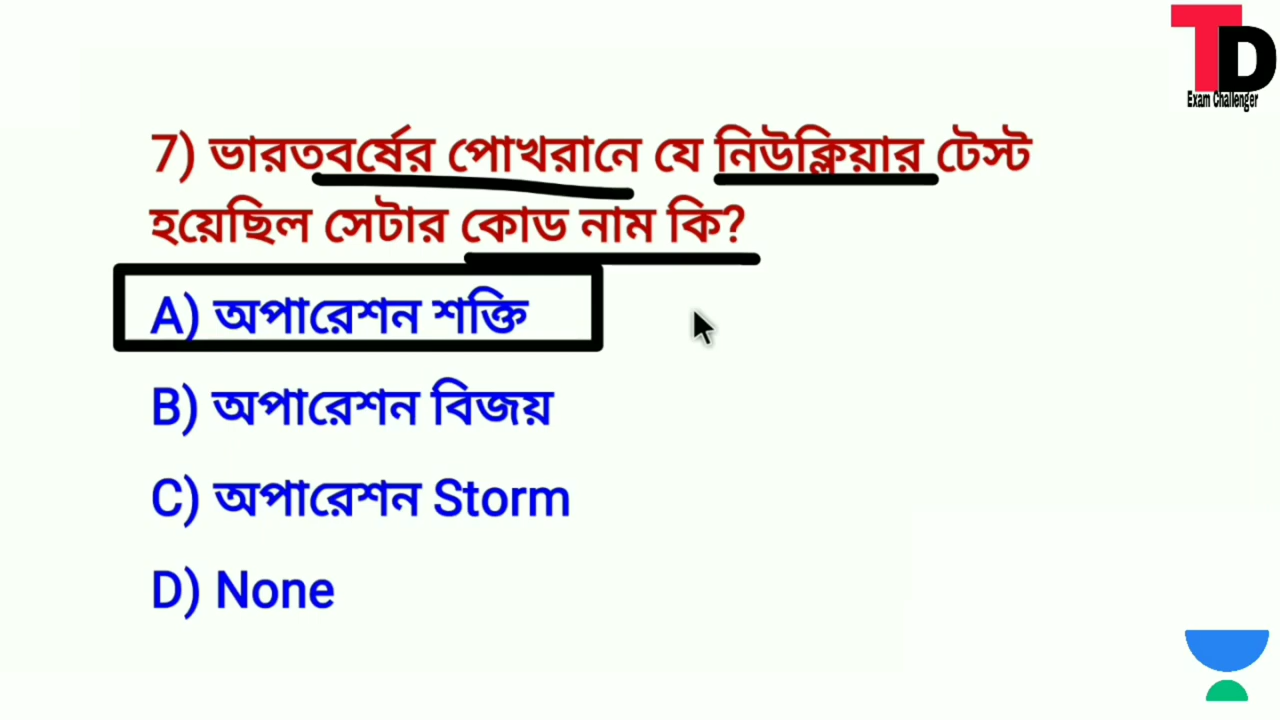 TD
Exam Challenger
7) ভারতবর্ষের পোখরানে যে নিউক্লিয়ার টেস্ট
হয়েছিল সেটার কোড নাম কি?
A) অপারেশন শক্তি
B) অপারেশন বিজয়
C) অপারেশন Storm
D) None